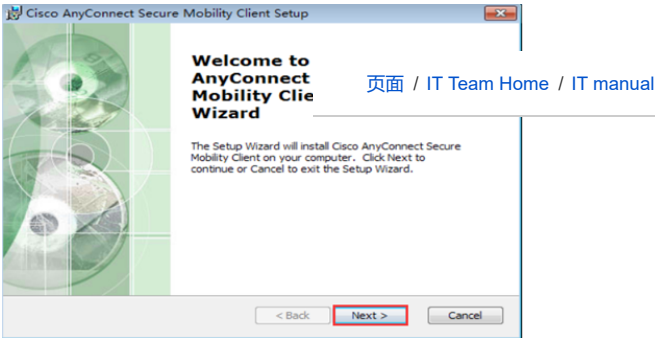 Cisco AnyConnect Secure Mobility Client Setup
Welcome to
AnyConnect
Mobility Clie
Wizard
页面 / IT Team Home / IT manual
The Setup Wizard will install Cisco AnyConnect Secure
Mobility Client on your computer. Click Next to
continue or Cancel to exit the Setup Wizard.
< Back Next > Cancel